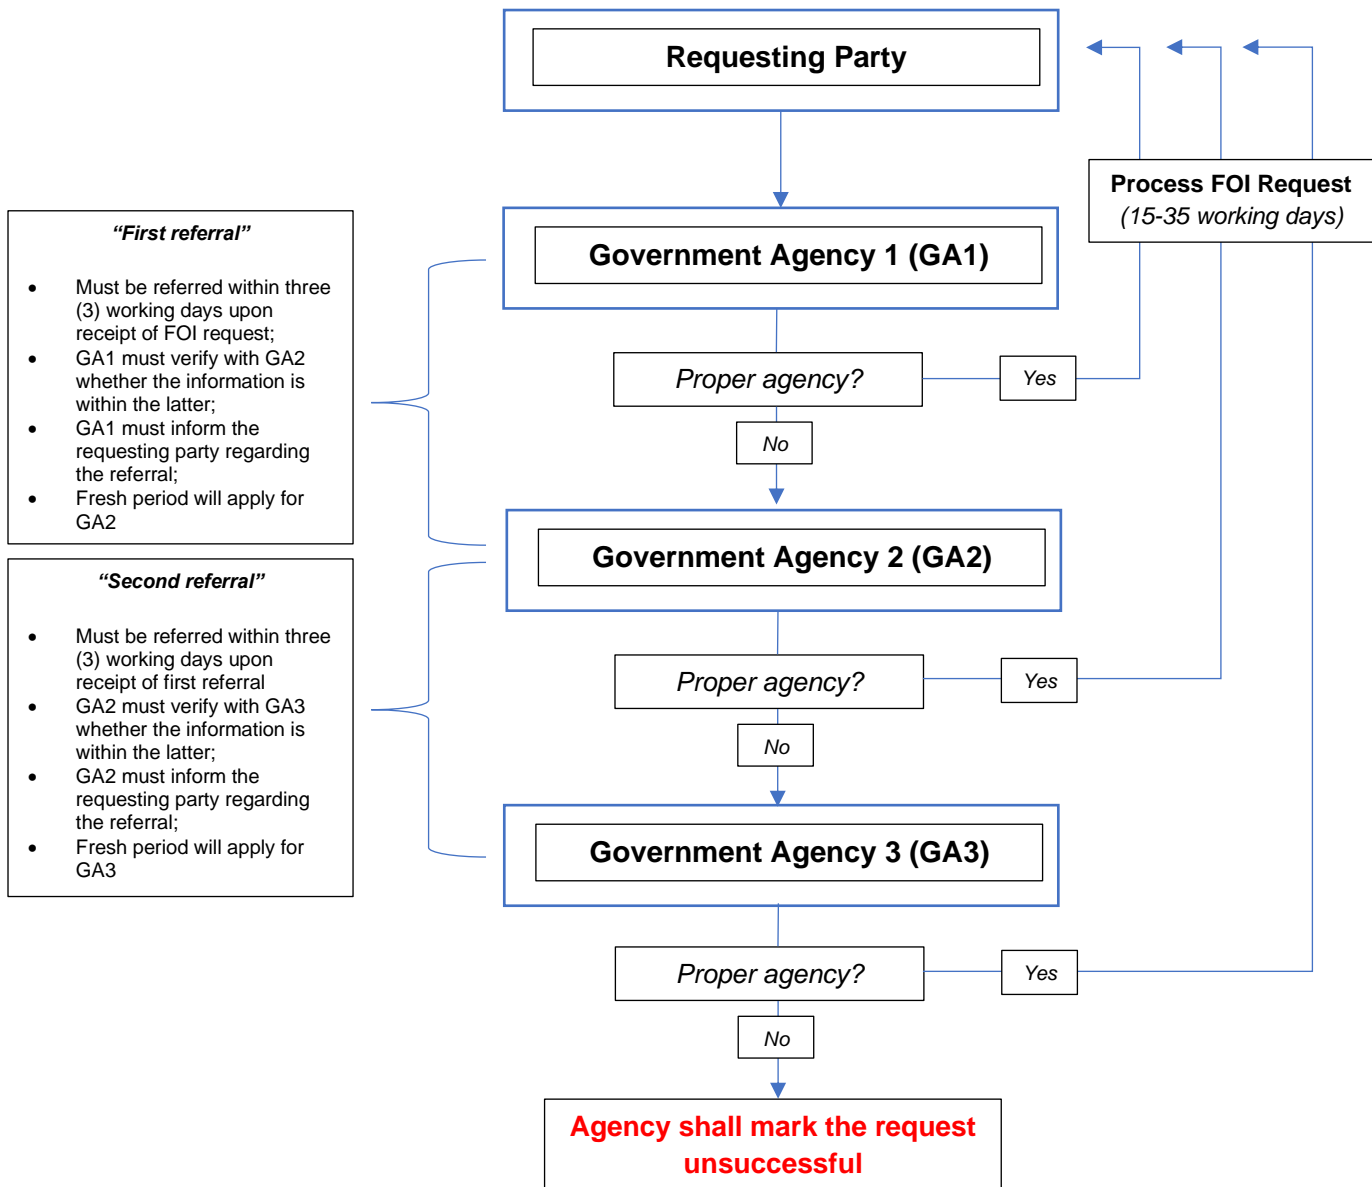 Requesting Party
Process FOI Request
(15-35 working days)
“First referral”
• Must be referred within three
(3) working days upon
receipt of FOI request;
• GA1 must verify with GA2
whether the information is
within the latter;
• GA1 must inform the
requesting party regarding
the referral;
• Fresh period will apply for
GA2
Government Agency 1 (GA1)
Proper agency?
Yes
No
Government Agency 2 (GA2)
“Second referral”
• Must be referred within three
(3) working days upon
receipt of first referral
• GA2 must verify with GA3
whether the information is
within the latter;
• GA2 must inform the
requesting party regarding
the referral;
• Fresh period will apply for
GA3
Proper agency?
Yes
No
Government Agency 3 (GA3)
Proper agency?
Yes
No
Agency shall mark the request
unsuccessful